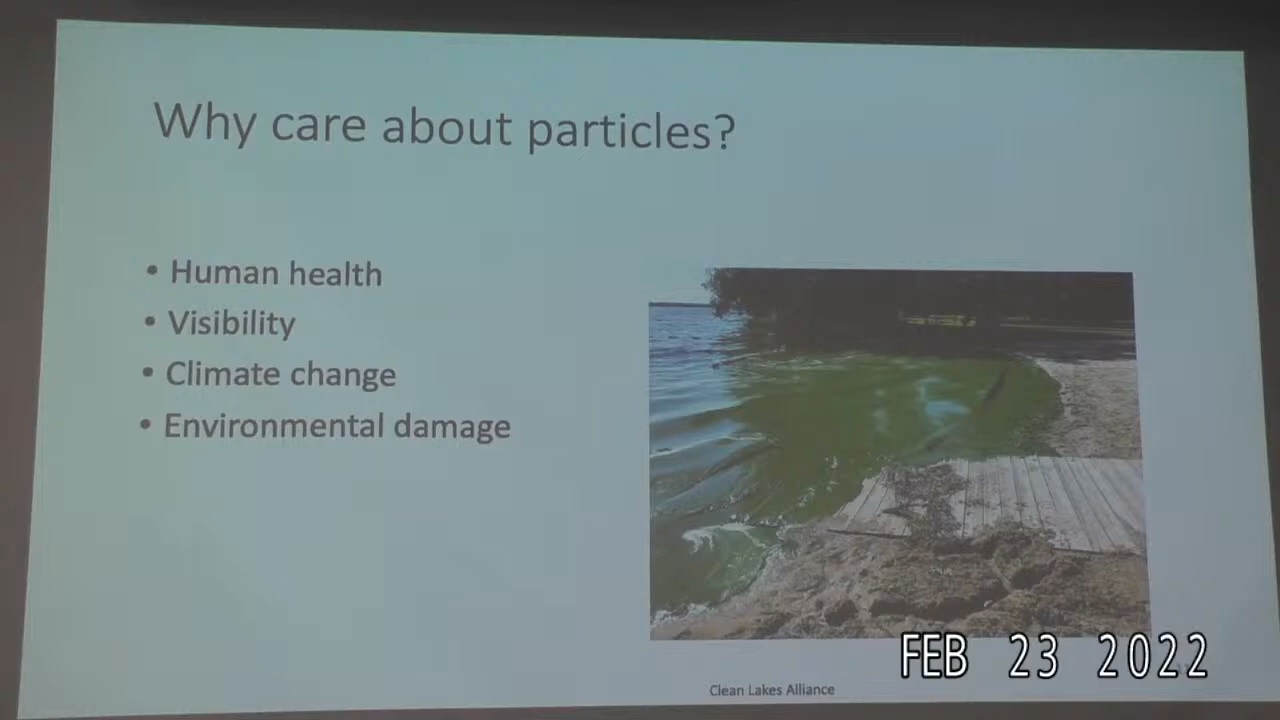 Why care about particles?
• Human health
• Visibility
• Climate change
• Environmental damage
FEB 23 2022
Clean Lakes Alliance